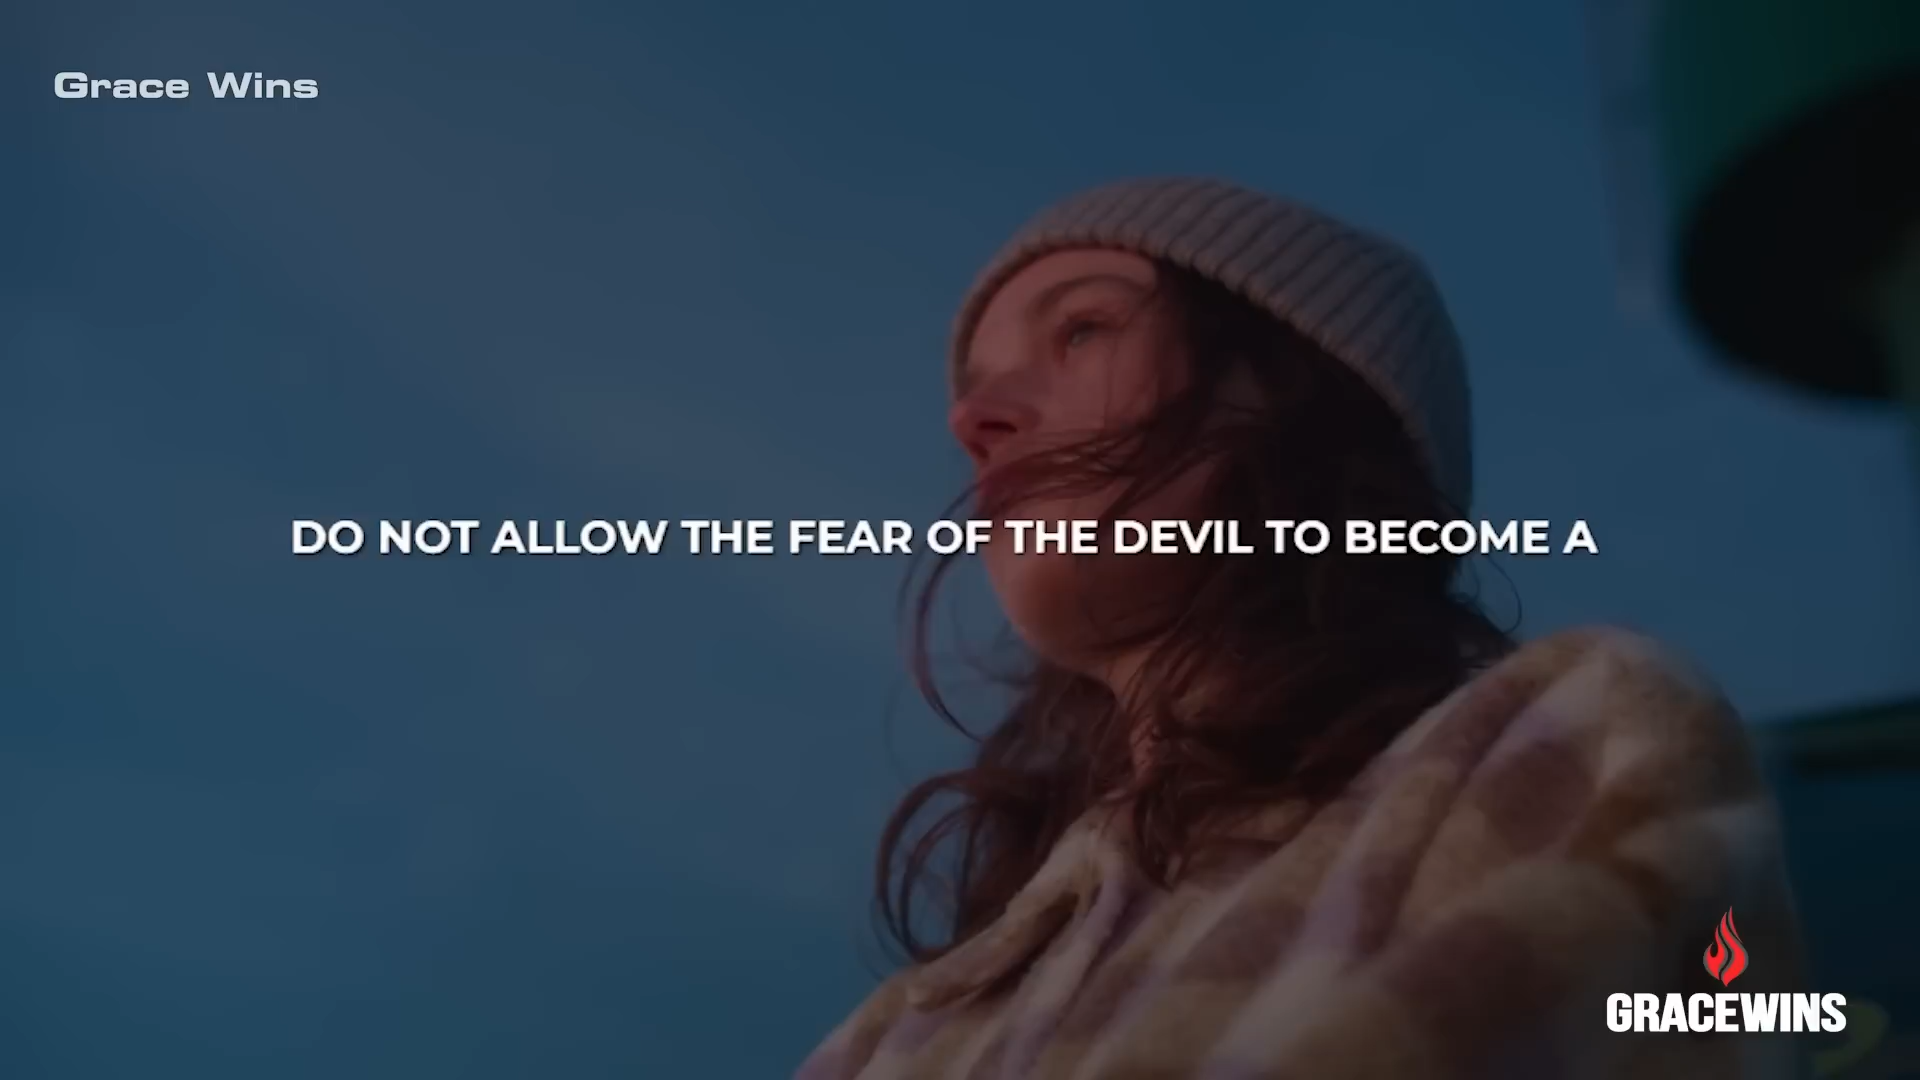 Grace Wins
DO NOT ALLOW THE FEAR OF THE DEVIL TO BECOME A
GRACEWINS